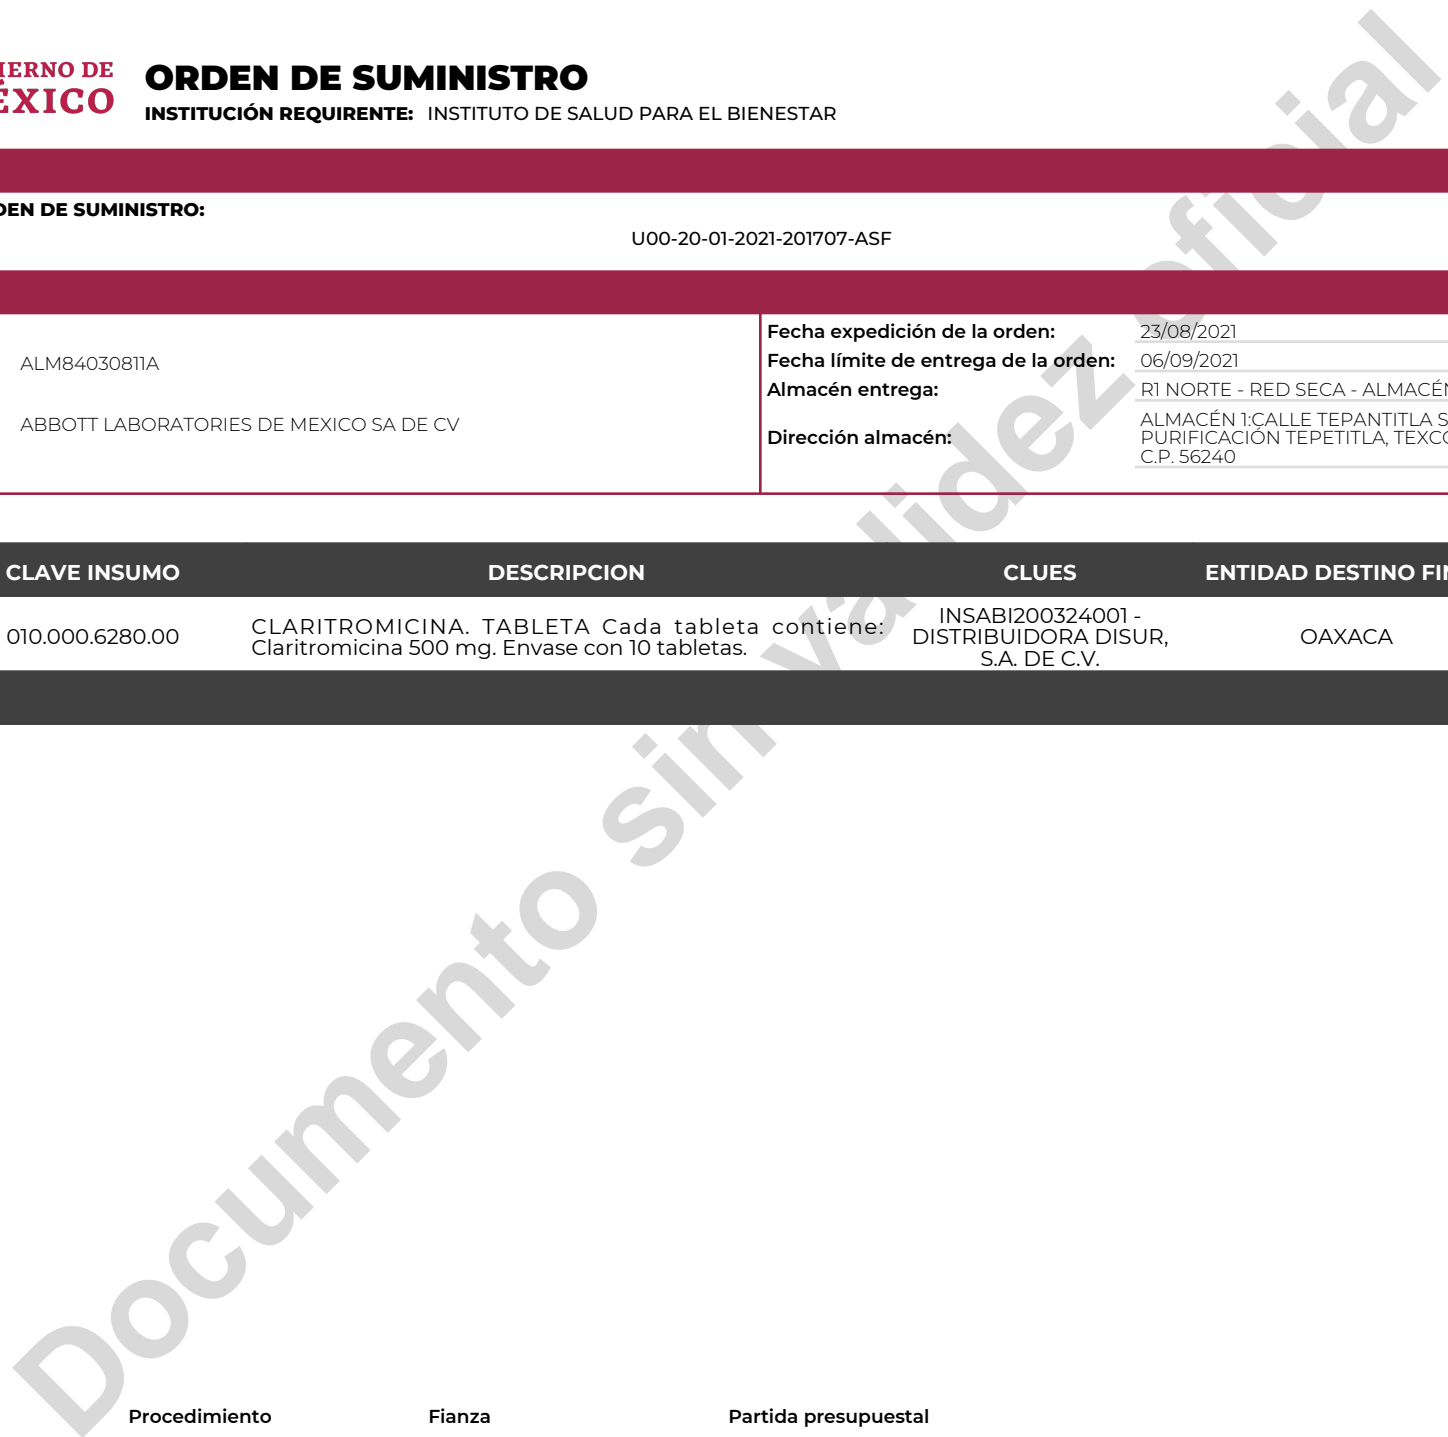 IERNO DE
ÉXICO
ORDEN DE SUMINISTRO
INSTITUCIÓN REQUIRENTE: INSTITUTO DE SALUD PARA EL BIENESTAR
DEN DE SUMINISTRO:
U00-20-01-2021-201707-ASF
ALM84030811A
ABBOTT LABORATORIES DE MEXICO SA DE CV
Fecha expedición de la orden: 23/08/2021
Fecha límite de entrega de la orden: 06/09/2021
Almacén entrega: R1 NORTE - RED SECA - ALMACÉN
Dirección almacén: ALMACÉN 1:CALLE TEPANTITLA S
PURIFICACIÓN TEPETITLA, TEXCO
C.P. 56240
CLAVE INSUMO DESCRIPCION CLUES ENTIDAD DESTINO FIN
010.000.6280.00
CLARITROMICINA. TABLETA Cada tableta contiene:
Claritromicina 500 mg. Envase con 10 tabletas.
INSABI200324001 -
DISTRIBUIDORA DISUR,
S.A. DE C.V.
OAXACA
Documento sin validez oficial
Procedimiento Fianza Partida presupuestal